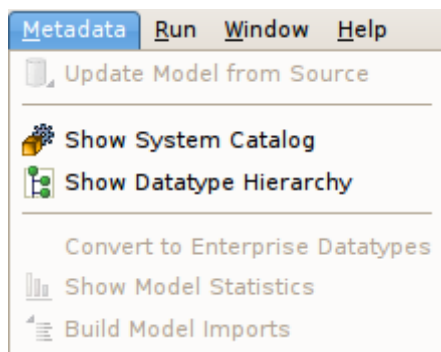 Metadata Run Window Help
Update Model from Source
Show System Catalog
Show Datatype Hierarchy
Convert to Enterprise Datatypes
Show Model Statistics
Build Model Imports